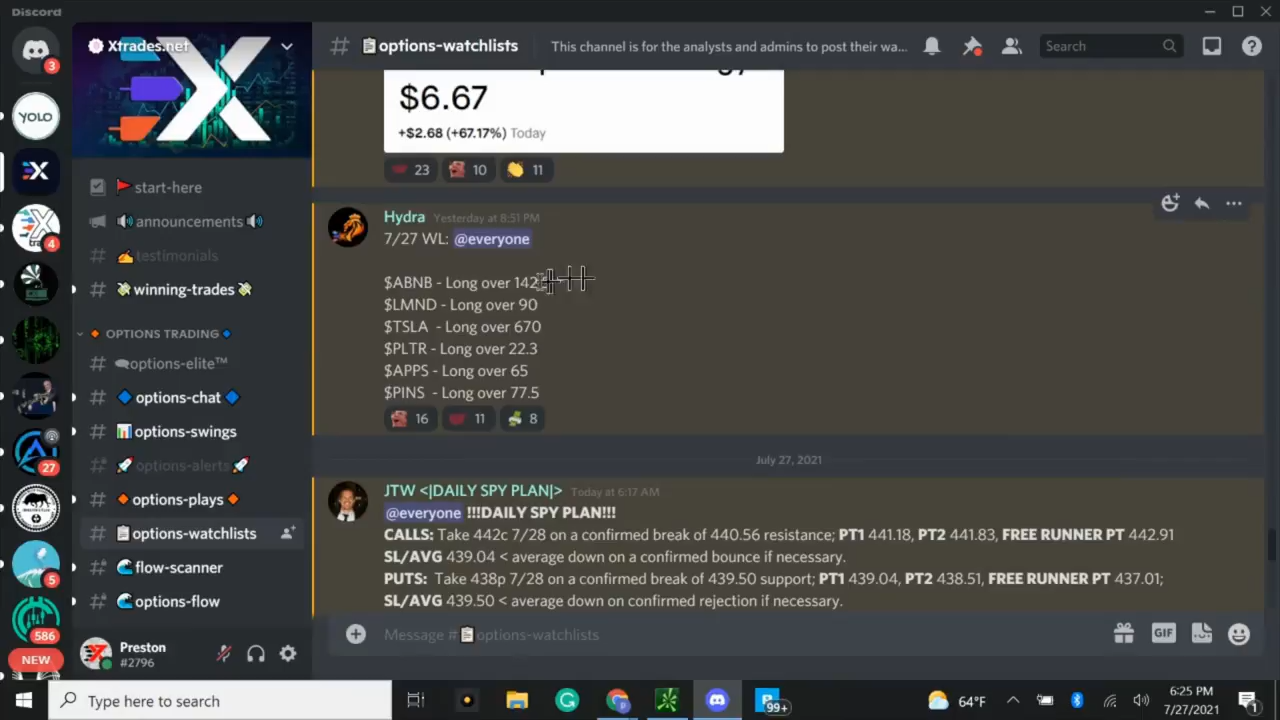 Discord
Xtrades.net
# 📋options-watchlists
This channel is for the analysts and admins to post their wa...
Search
3
YOLO
4
27
5
586
NEW
🚩start-here
🔊announcements🔊
# ✍testimonials
# 💸winning-trades💸
🔸OPTIONS TRADING🔹
# options-elite™
# 🔷options-chat🔷
# 📊options-swings
# 🚀options-alerts🚀
# 🔶options-plays🔶
# 📋options-watchlists
# 🌊flow-scanner
# 🌊options-flow
Preston
#2796
$6.67
+$2.68 (+67.17%) Today
23 10 👏 11
Hydra Yesterday at 8:51 PM
7/27 WL: @everyone
$ABNB - Long over 142
$LMND - Long over 90
$TSLA - Long over 670
$PLTR - Long over 22.3
$APPS - Long over 65
$PINS - Long over 77.5
16 11 8
July 27, 2021
JTW <|DAILY SPY PLAN|> Today at 6:17 AM
@everyone !!!DAILY SPY PLAN!!!
CALLS: Take 442c 7/28 on a confirmed break of 440.56 resistance; PT1 441.18, PT2 441.83, FREE RUNNER PT 442.91
SL/AVG 439.04 < average down on a confirmed bounce if necessary.
PUTS: Take 438p 7/28 on a confirmed break of 439.50 support; PT1 439.04, PT2 438.51, FREE RUNNER PT 437.01;
SL/AVG 439.50 < average down on confirmed rejection if necessary.
Message #📋options-watchlists
GIF
Type here to search
99+
64°F
6:25 PM
7/27/2021
1